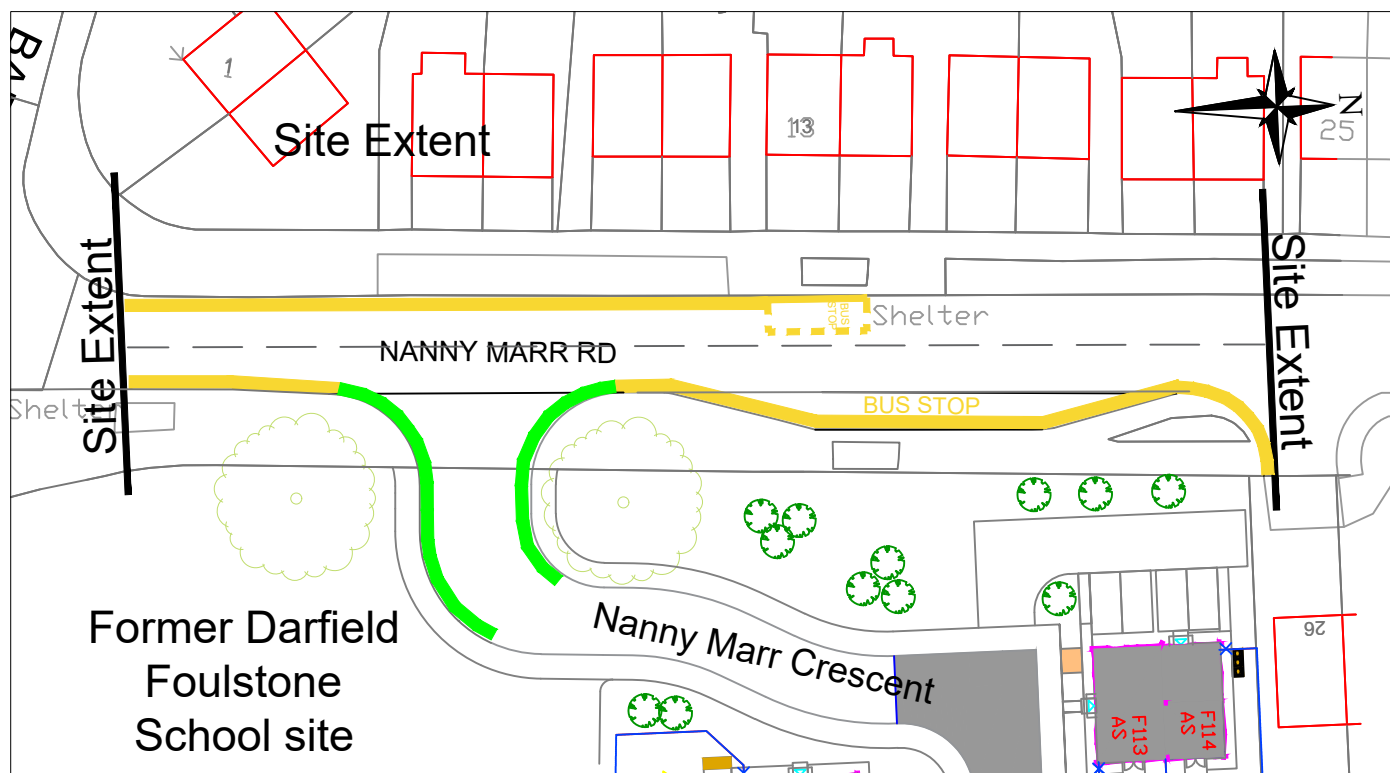 1
Site Extent
13
N
25
Site Extent
Site Extent
BUS
STOP
Shelter
NANNY MARR RD
Shelter
BUS STOP
Former Darfield
Foulstone
School site
Nanny Marr Crescent
26
F113
AS
F114
AS